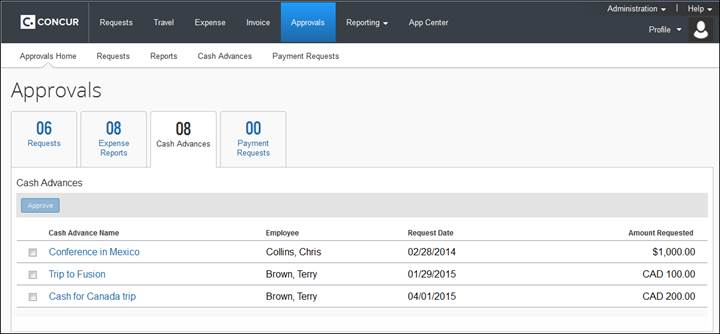 Administration | Help
C. CONCUR Requests Travel Expense Invoice Approvals Reporting App Center
Profile
Approvals Home Requests Reports Cash Advances Payment Requests
Approvals
06 08 08 00
Requests Expense Reports Cash Advances Payment Requests
Cash Advances
Approve
Cash Advance Name Employee Request Date Amount Requested
Conference in Mexico Collins, Chris 02/28/2014 $1,000.00
Trip to Fusion Brown, Terry 01/29/2015 CAD 100.00
Cash for Canada trip Brown, Terry 04/01/2015 CAD 200.00